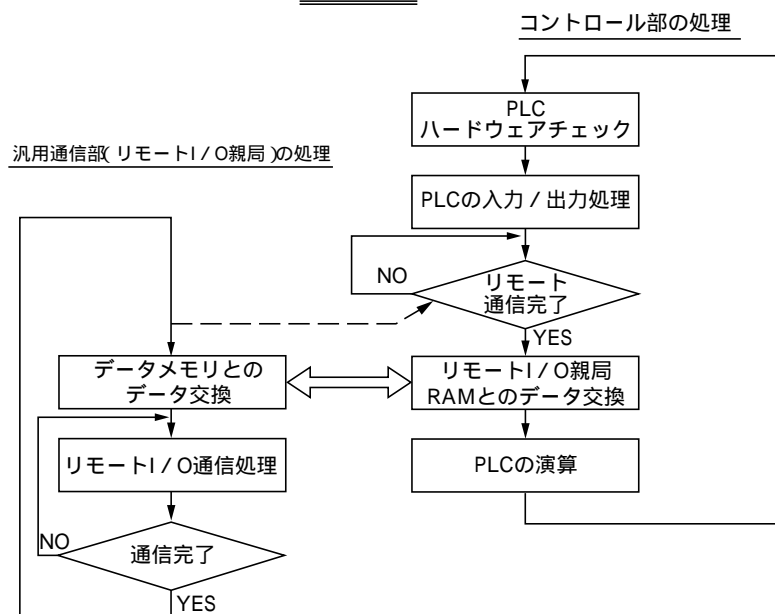 コントロール部の処理
PLC
ハードウェアチェック
汎用通信部(リモートI/O親局)の処理
PLCの入力/出力処理
NO
リモート
通信完了
YES
データメモリとの
データ交換
リモートI/O親局
RAMとのデータ交換
リモートI/O通信処理
PLCの演算
NO
通信完了
YES